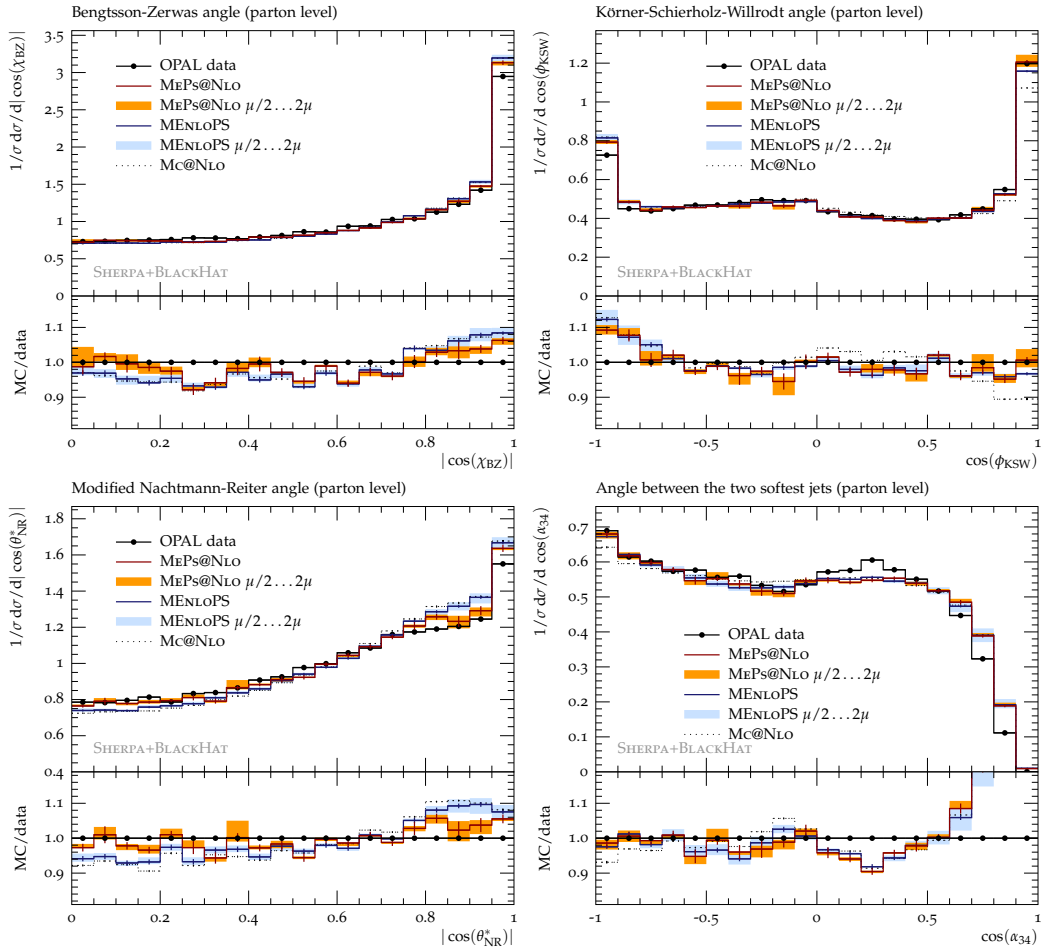 Bengtsson-Zerwas angle (parton level)
1/σ dσ/d| cos(χBZ)|
3.5
3
2.5
2
1.5
1
0.5
0
OPAL data
MEPS@NLO
MEPS@NLO μ/2...2μ
MENLOPS
MENLOPS μ/2...2μ
MC@NLO
SHERPA+BLACKHAT
MC/data
1.1
1.0
0.9
0 0.2 0.4 0.6 0.8 1
| cos(χBZ)|
Körner-Schierholz-Willrodt angle (parton level)
1/σ dσ/d cos(ϕKSW)
1.2
1
0.8
0.6
0.4
0.2
0
OPAL data
MEPS@NLO
MEPS@NLO μ/2...2μ
MENLOPS
MENLOPS μ/2...2μ
MC@NLO
SHERPA+BLACKHAT
MC/data
1.1
1.0
0.9
-1 -0.5 0 0.5 1
cos(ϕKSW)
Modified Nachtmann-Reiter angle (parton level)
1/σ dσ/d| cos(θ*NR)|
1.8
1.6
1.4
1.2
1
0.8
0.6
0.4
OPAL data
MEPS@NLO
MEPS@NLO μ/2...2μ
MENLOPS
MENLOPS μ/2...2μ
MC@NLO
SHERPA+BLACKHAT
MC/data
1.1
1.0
0.9
0 0.2 0.4 0.6 0.8 1
| cos(θ*NR)|
Angle between the two softest jets (parton level)
1/σ dσ/d cos(α34)
0.7
0.6
0.5
0.4
0.3
0.2
0.1
0
OPAL data
MEPS@NLO
MEPS@NLO μ/2...2μ
MENLOPS
MENLOPS μ/2...2μ
MC@NLO
SHERPA+BLACKHAT
MC/data
1.1
1.0
0.9
-1 -0.5 0 0.5 1
cos(α34)